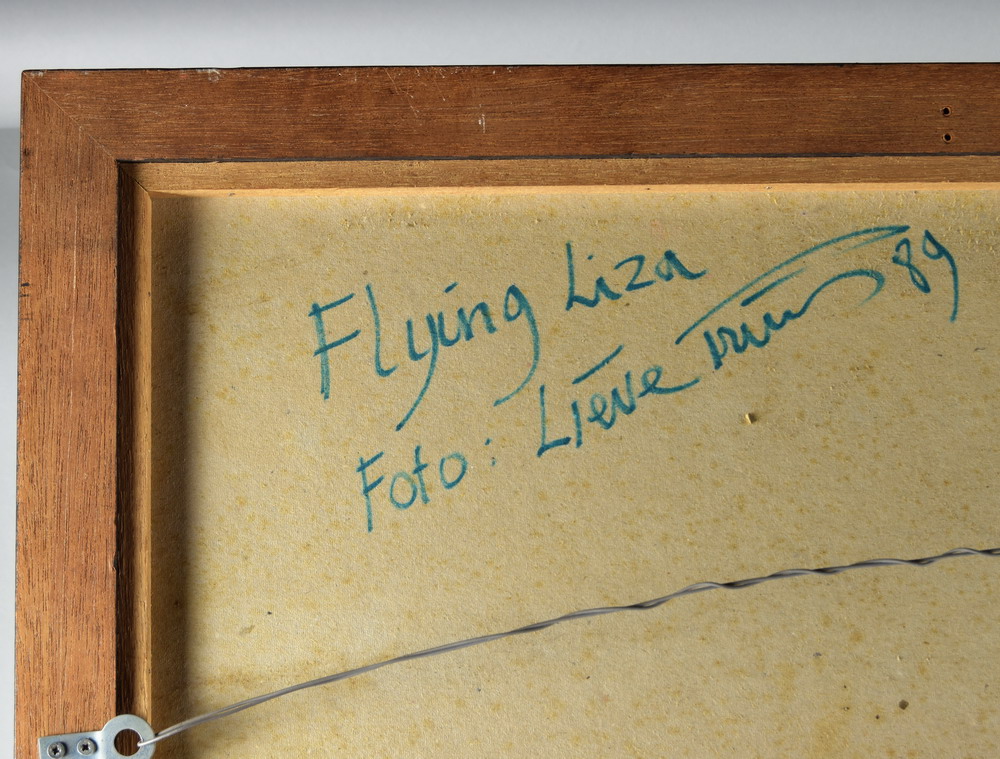 Flying Liza
Foto: Lieve 89